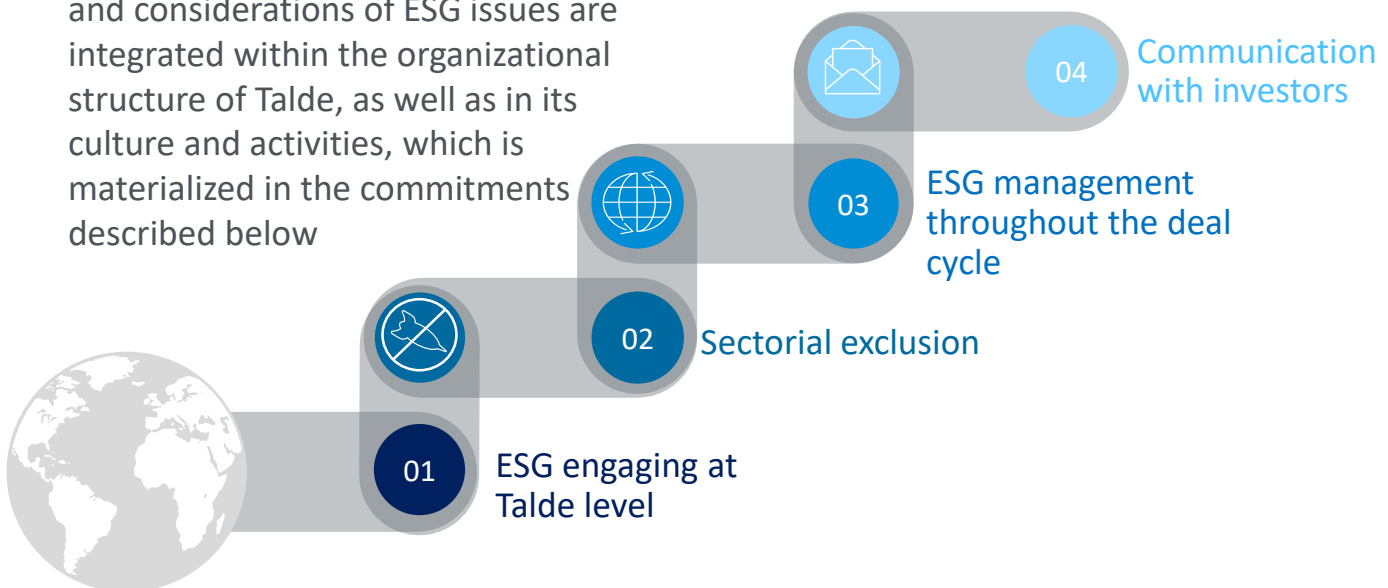 and considerations of ESG issues are
integrated within the organizational
structure of Talde, as well as in its
culture and activities, which is
materialized in the commitments
described below
04
Communication
with investors
03
ESG management
throughout the deal
cycle
02
Sectorial exclusion
01
ESG engaging at
Talde level